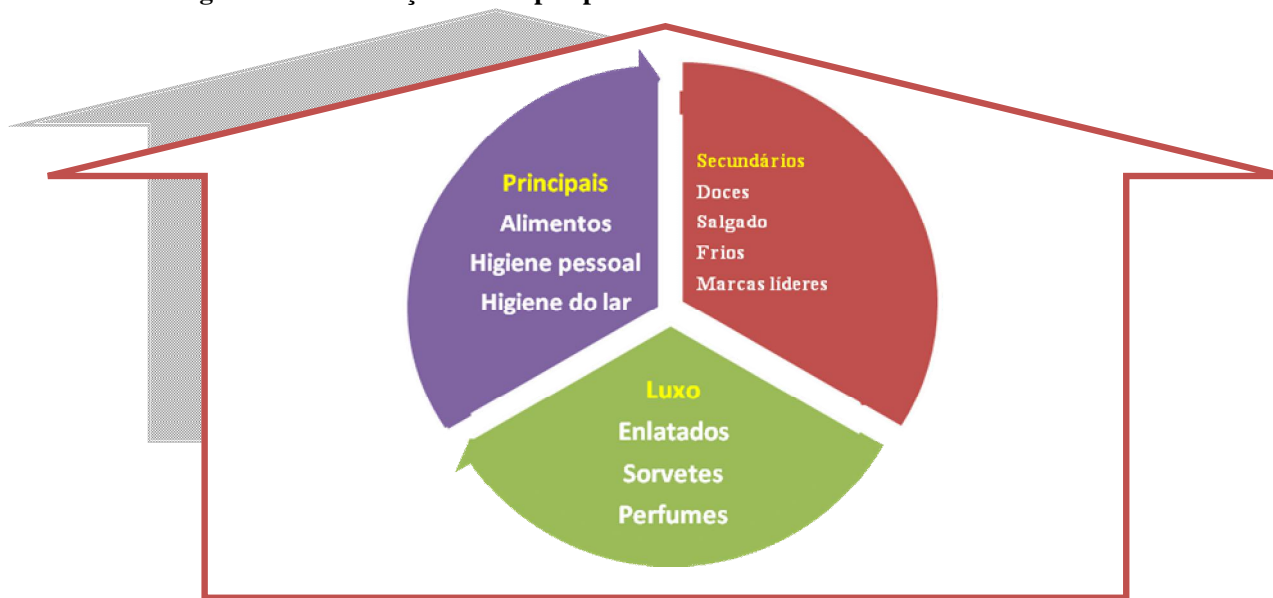 Principais
Alimentos
Higiene pessoal
Higiene do lar
Secundários
Doces
Salgado
Frios
Marcas líderes
Luxo
Enlatados
Sorvetes
Perfumes